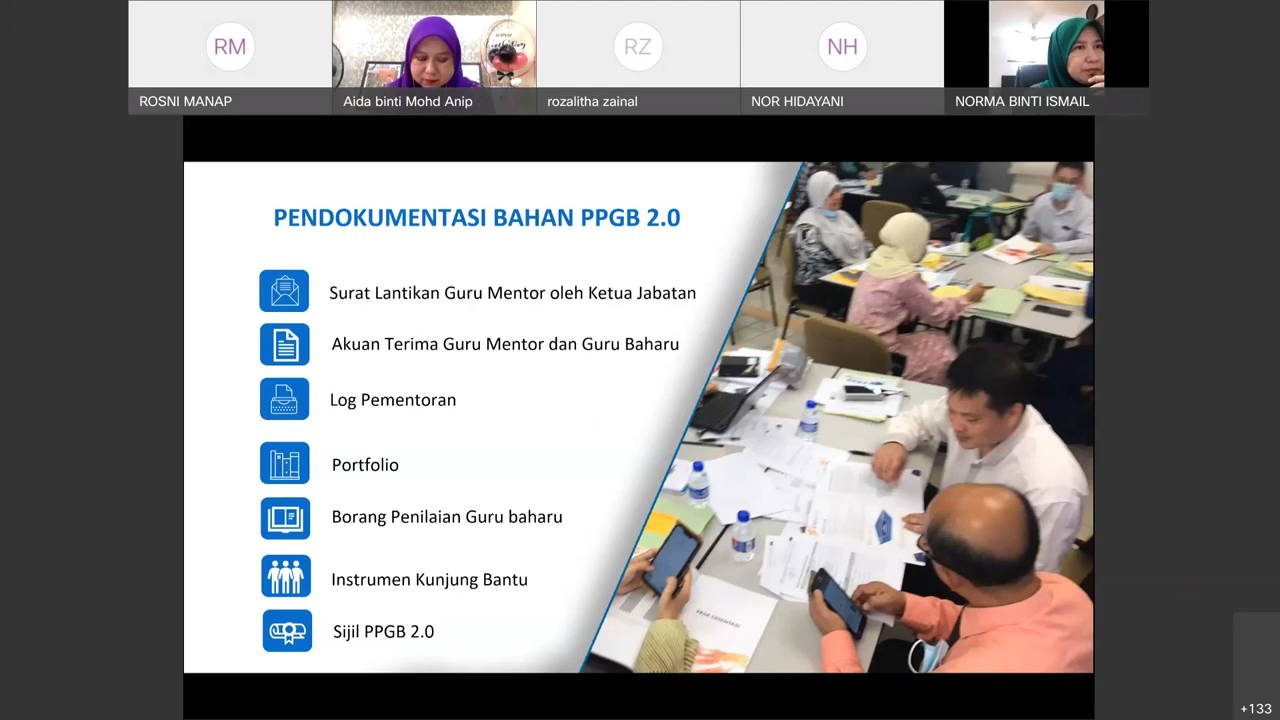 RM
RZ
NH
ROSNI MANAP
Aida binti Mohd Anip
rozalitha zainal
NOR HIDAYANI
NORMA BINTI ISMAIL
PENDOKUMENTASI BAHAN PPGB 2.0
Surat Lantikan Guru Mentor oleh Ketua Jabatan
Akuan Terima Guru Mentor dan Guru Baharu
Log Pementoran
Portfolio
Borang Penilaian Guru baharu
Instrumen Kunjung Bantu
Sijil PPGB 2.0
FASA ORIENTASI
+133